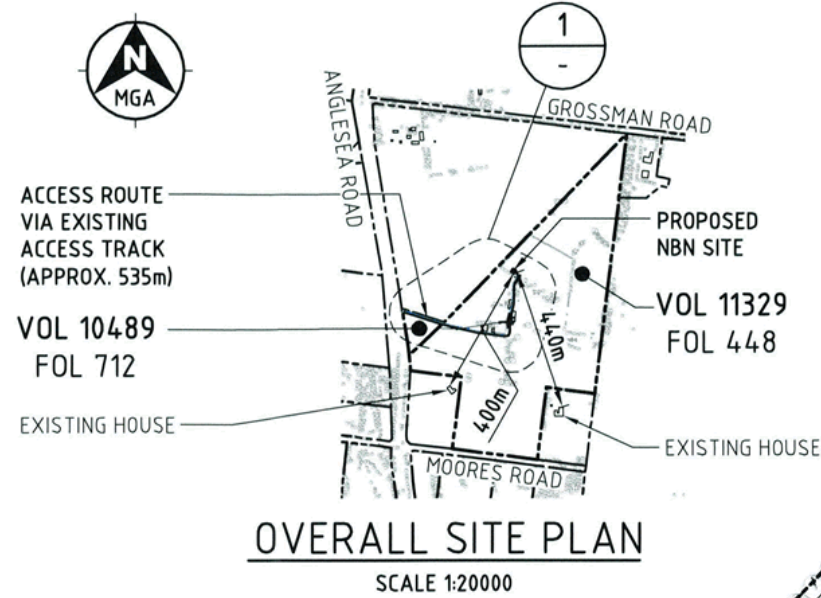 N
MGA
1
-
ANGLESEA ROAD
GROSSMAN ROAD
ACCESS ROUTE
VIA EXISTING
ACCESS TRACK
(APPROX. 535m)
PROPOSED
NBN SITE
VOL 10489
FOL 712
VOL 11329
FOL 448
440m
400m
EXISTING HOUSE
EXISTING HOUSE
MOORES ROAD
OVERALL SITE PLAN
SCALE 1:20000